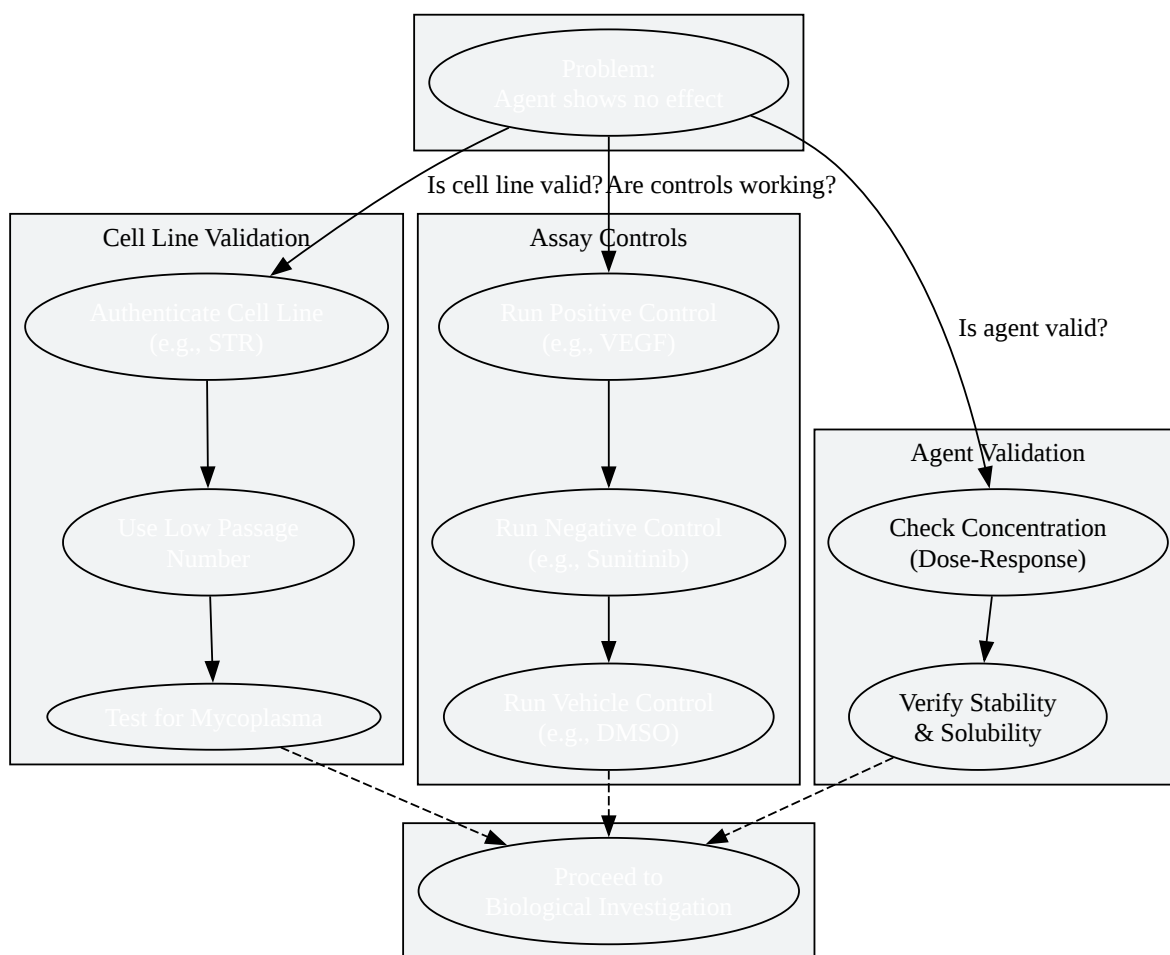 Problem:
Agent shows no effect
Is cell line valid?
Are controls working?
Is agent valid?
Cell Line Validation
Authenticate Cell Line
(e.g., STR)
Use Low Passage
Number
Test for Mycoplasma
Assay Controls
Run Positive Control
(e.g., VEGF)
Run Negative Control
(e.g., Sunitinib)
Run Vehicle Control
(e.g., DMSO)
Agent Validation
Check Concentration
(Dose-Response)
Verify Stability
& Solubility
Proceed to
Biological Investigation